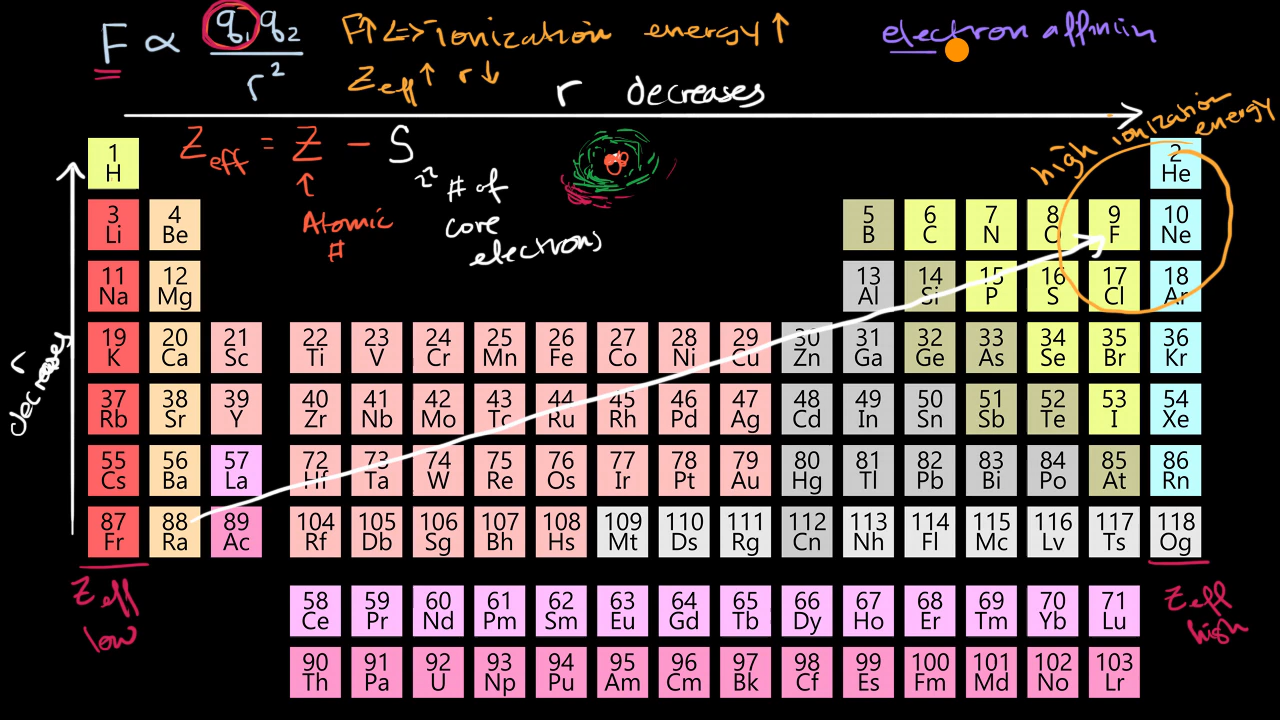 F ∝ q₁ q₂ / r²
F↑ <=> ionization energy ↑
electron affiniin
Z eff ↑ r ↓
r decreases
high ionization energy
Z eff = Z - S
↑ Atomic #
≈ # of core electrons
r decreases
1 H
2 He
3 Li
4 Be
5 B
6 C
7 N
8 O
9 F
10 Ne
11 Na
12 Mg
13 Al
14 Si
15 P
16 S
17 Cl
18 Ar
19 K
20 Ca
21 Sc
22 Ti
23 V
24 Cr
25 Mn
26 Fe
27 Co
28 Ni
29 Cu
30 Zn
31 Ga
32 Ge
33 As
34 Se
35 Br
36 Kr
37 Rb
38 Sr
39 Y
40 Zr
41 Nb
42 Mo
43 Tc
44 Ru
45 Rh
46 Pd
47 Ag
48 Cd
49 In
50 Sn
51 Sb
52 Te
53 I
54 Xe
55 Cs
56 Ba
57 La
72 Hf
73 Ta
74 W
75 Re
76 Os
77 Ir
78 Pt
79 Au
80 Hg
81 Tl
82 Pb
83 Bi
84 Po
85 At
86 Rn
87 Fr
88 Ra
89 Ac
104 Rf
105 Db
106 Sg
107 Bh
108 Hs
109 Mt
110 Ds
111 Rg
112 Cn
113 Nh
114 Fl
115 Mc
116 Lv
117 Ts
118 Og
Z eff low
Z eff high
58 Ce
59 Pr
60 Nd
61 Pm
62 Sm
63 Eu
64 Gd
65 Tb
66 Dy
67 Ho
68 Er
69 Tm
70 Yb
71 Lu
90 Th
91 Pa
92 U
93 Np
94 Pu
95 Am
96 Cm
97 Bk
98 Cf
99 Es
100 Fm
101 Md
102 No
103 Lr